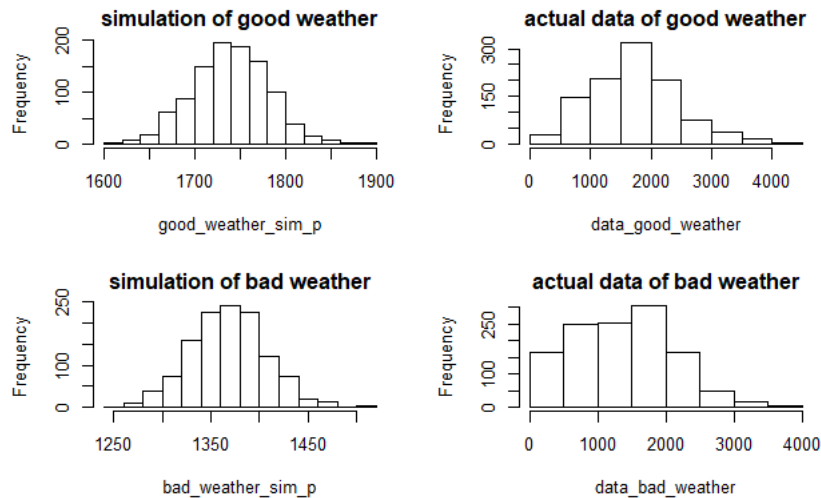 simulation of good weather
Frequency
0
100
200
1600
1700
1800
1900
good_weather_sim_p
actual data of good weather
Frequency
0
150
300
0
1000
2000
3000
4000
data_good_weather
simulation of bad weather
Frequency
0
100
250
1250
1350
1450
bad_weather_sim_p
actual data of bad weather
Frequency
0
100
250
0
1000
2000
3000
4000
data_bad_weather